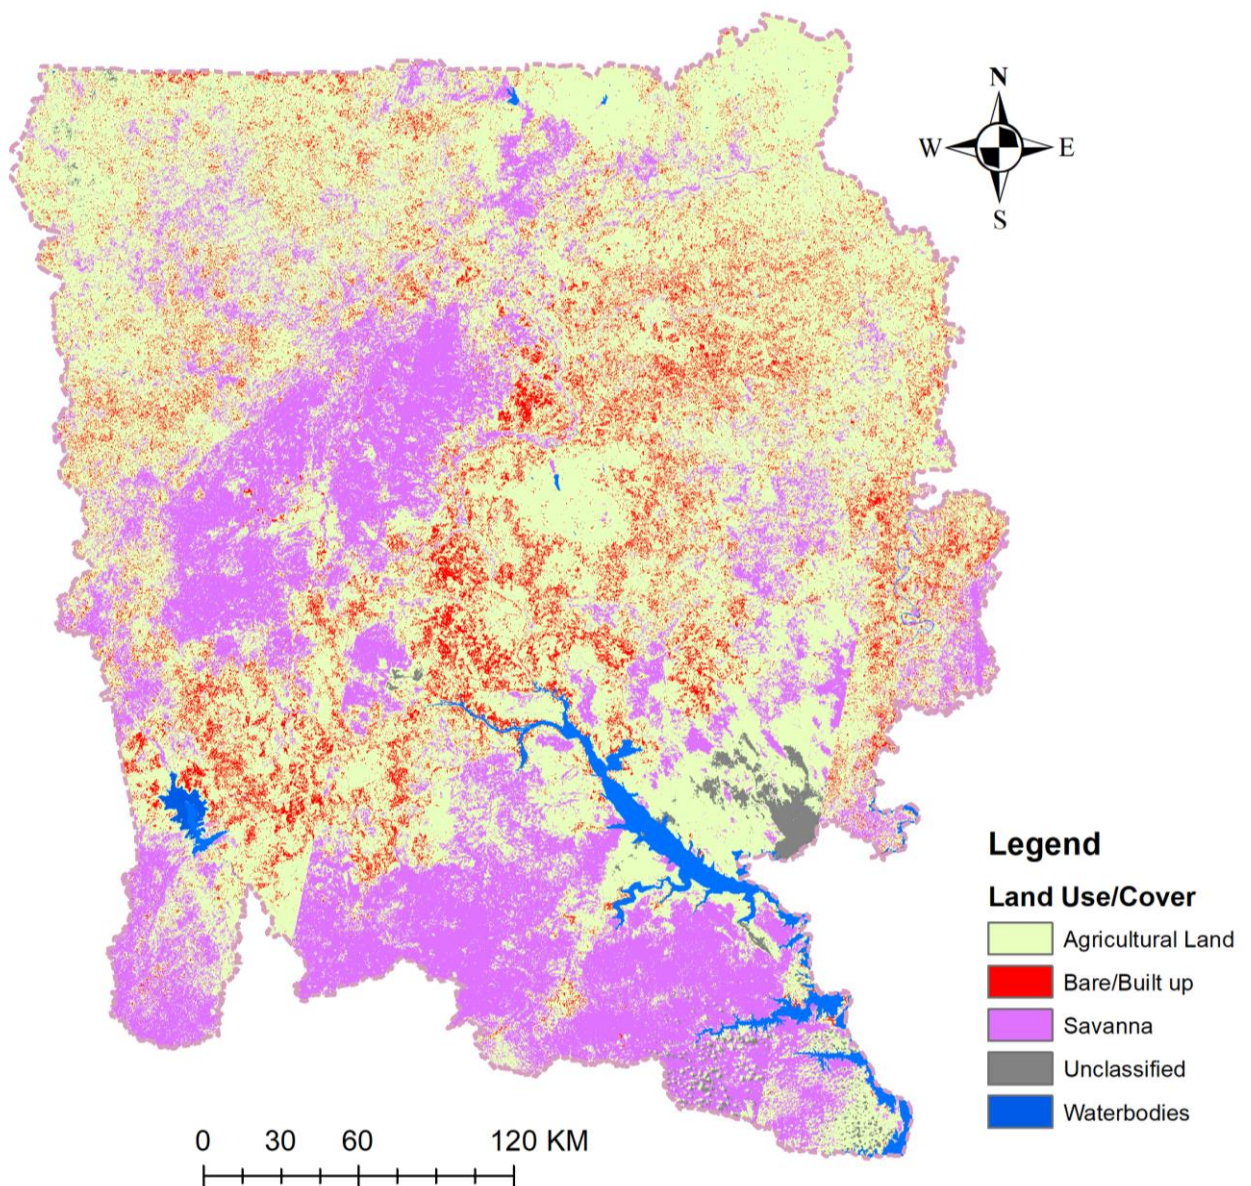 N
W E
S
Legend
Land Use/Cover
Agricultural Land
Bare/Built up
Savanna
Unclassified
Waterbodies
0 30 60 120 KM